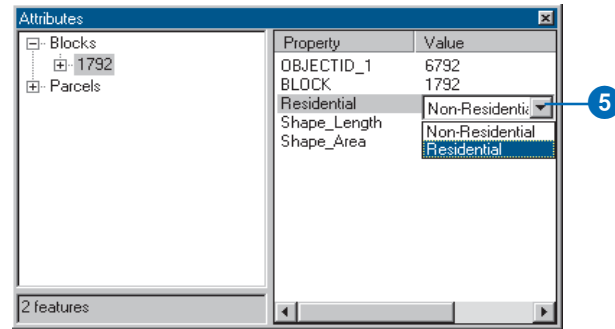 Attributes
Blocks
1792
Parcels
2 features
Property Value
OBJECTID_1 6792
BLOCK 1792
Residential Non-Residentia
Non-Residential
Residential
Shape_Length
Shape_Area
5